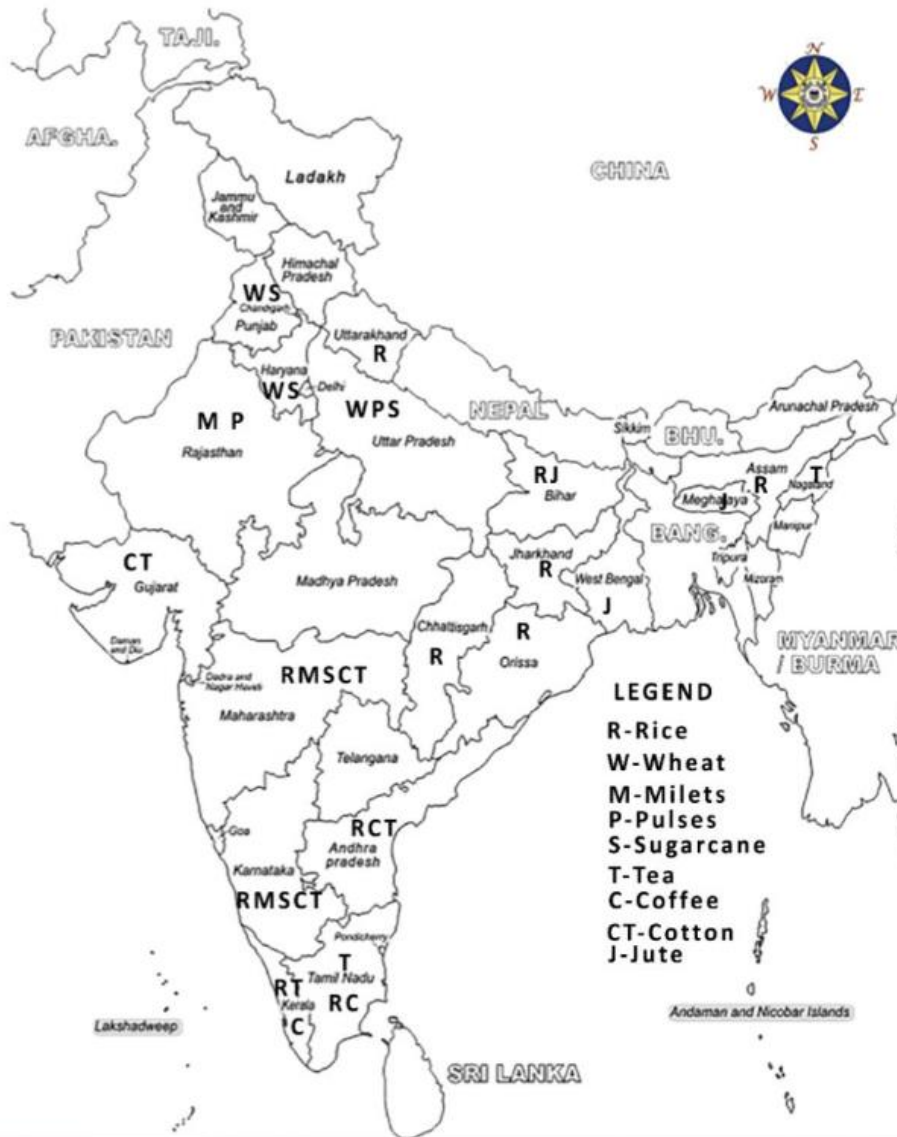 TAJI.
N
W E
S
AFGHA.
CHINA
Ladakh
Jammu
and
Kashmir
Himachal
Pradesh
WS
Chandigarh
Punjab
PAKISTAN
Uttarakhand
R
Haryana
WS
Delhi
M P
Rajasthan
WPS
Uttar Pradesh
NEPAL
Sikkim
BHU.
Arunachal Pradesh
RJ
Bihar
Assam
R
T
Nagaland
Meghalaya
J
Manipur
BANG.
Tripura
Mizoram
CT
Gujarat
Madhya Pradesh
Jharkhand
R
West Bengal
J
Chhattisgarh
R
R
Orissa
Daman
and Diu
Dadra and
Nagar Haveli
RMSCT
Maharashtra
MYANMAR
/ BURMA
Telangana
Goa
RCT
Andhra
pradesh
Karnataka
RMSCT
Pondicherry
T
Tamil Nadu
RC
RT
Kerala
C
Lakshadweep
SRI LANKA
Andaman and Nicobar Islands
LEGEND
R-Rice
W-Wheat
M-Milets
P-Pulses
S-Sugarcane
T-Tea
C-Coffee
CT-Cotton
J-Jute